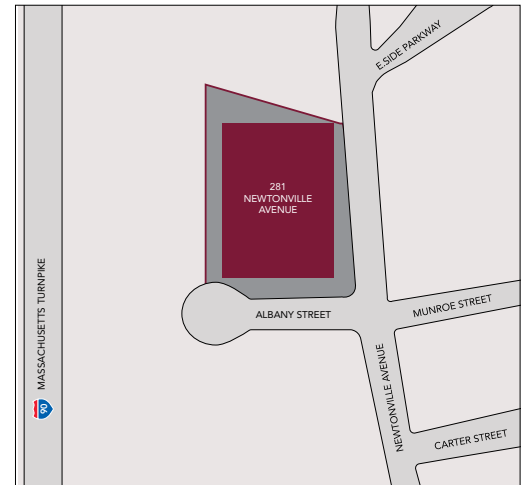 E.SIDE PARKWAY
281
NEWTONVILLE
AVENUE
MASSACHUSETTS TURNPIKE
90
ALBANY STREET
MUNROE STREET
NEWTONVILLE AVENUE
CARTER STREET